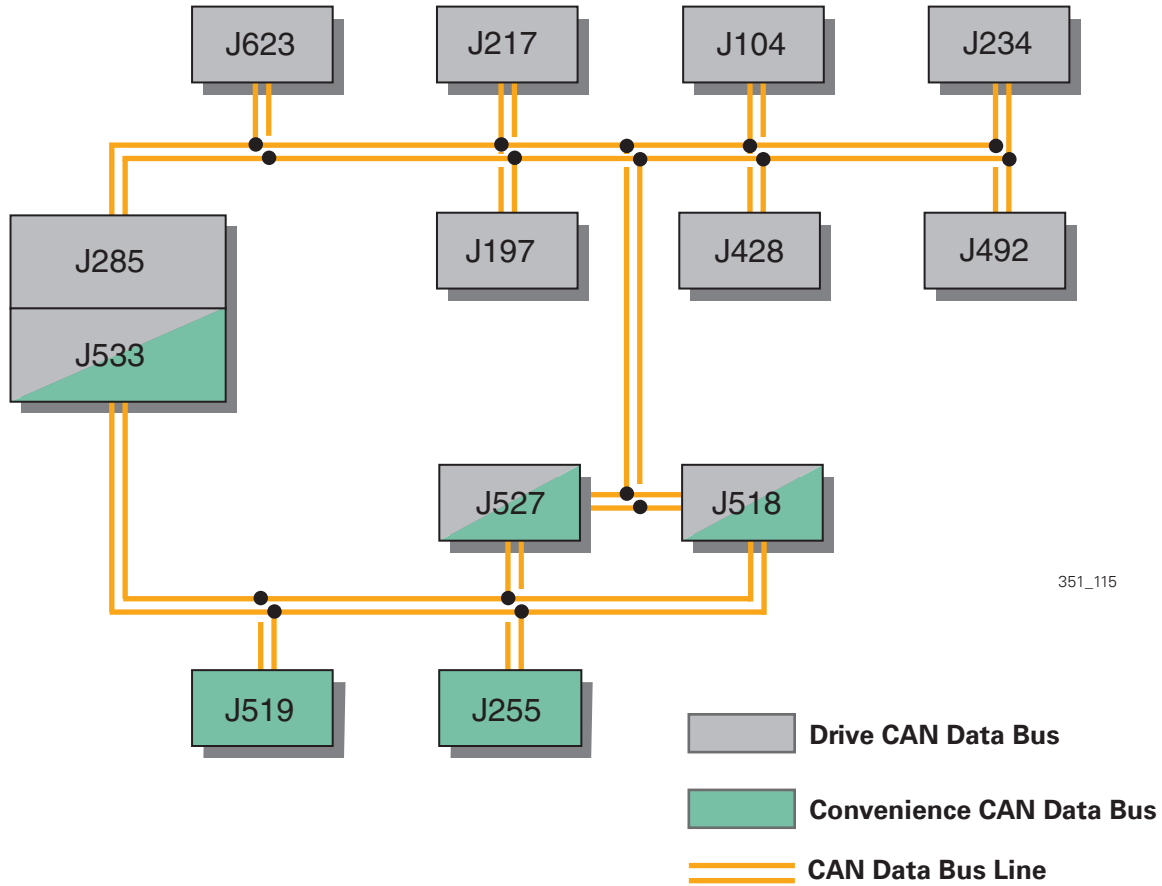 J623
J217
J104
J234
J285
J197
J428
J492
J533
J527
J518
351_115
J519
J255
Drive CAN Data Bus
Convenience CAN Data Bus
CAN Data Bus Line